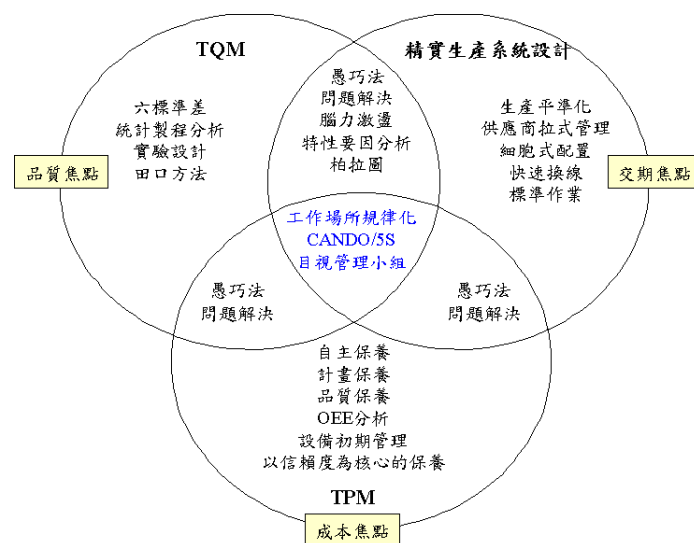 TQM
精實生產系統設計
六標準差
統計製程分析
實驗設計
田口方法
品質焦點
愚巧法
問題解決
腦力激盪
特性要因分析
柏拉圖
生產平準化
供應商拉式管理
細胞式配置
快速換線
標準作業
交期焦點
工作場所規律化
CANDO/5S
目視管理小組
愚巧法
問題解決
愚巧法
問題解決
自主保養
計畫保養
品質保養
OEE分析
設備初期管理
以信賴度為核心的保養
TPM
成本焦點